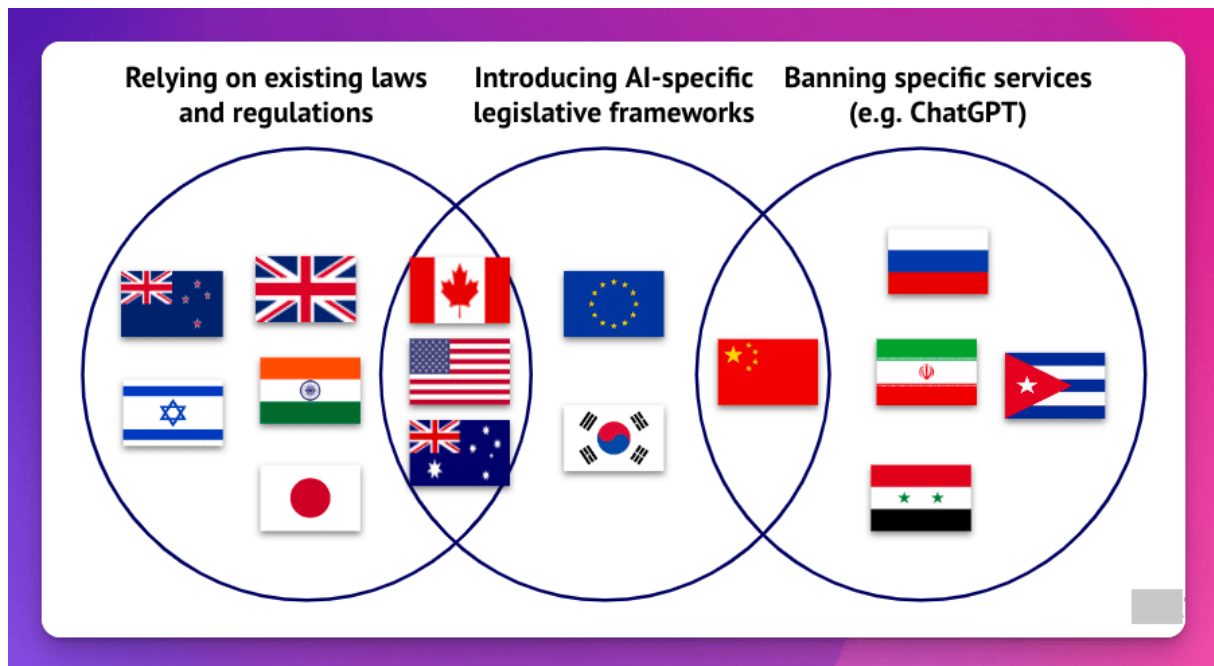 Relying on existing laws
and regulations
Introducing AI-specific
legislative frameworks
Banning specific services
(e.g. ChatGPT)